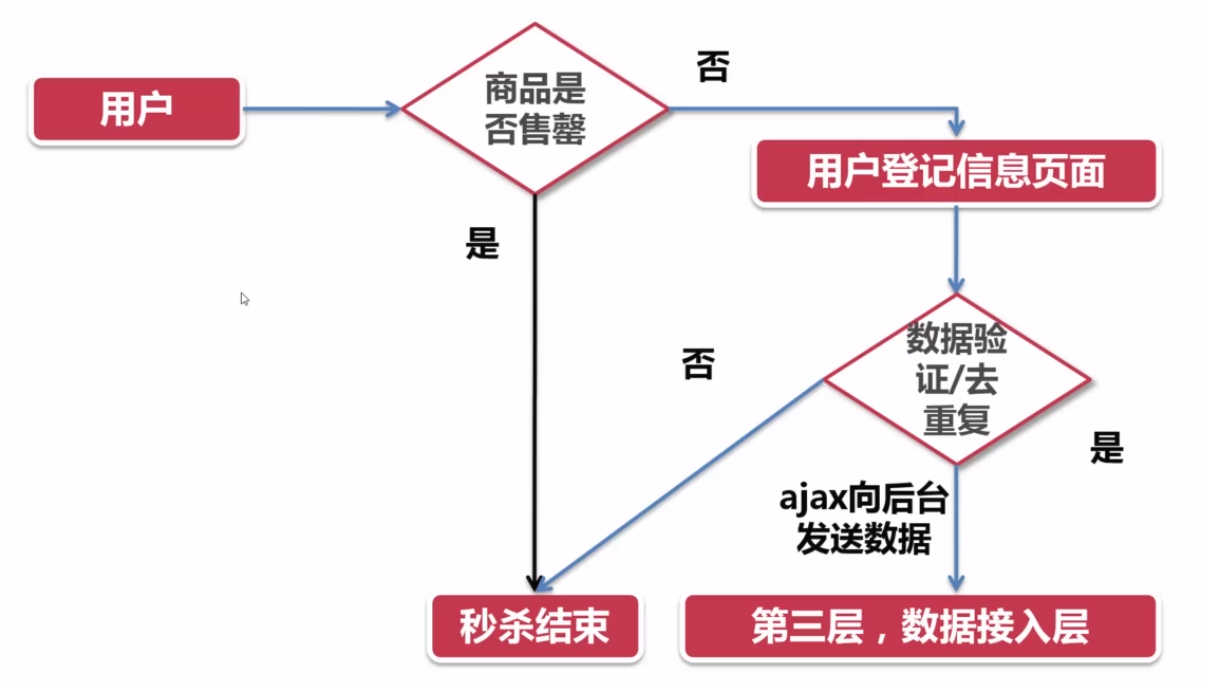 否
商品是
否售罄
用户
用户登记信息页面
是
数据验
证/去
重复
否
是
ajax向后台
发送数据
秒杀结束
第三层，数据接入层